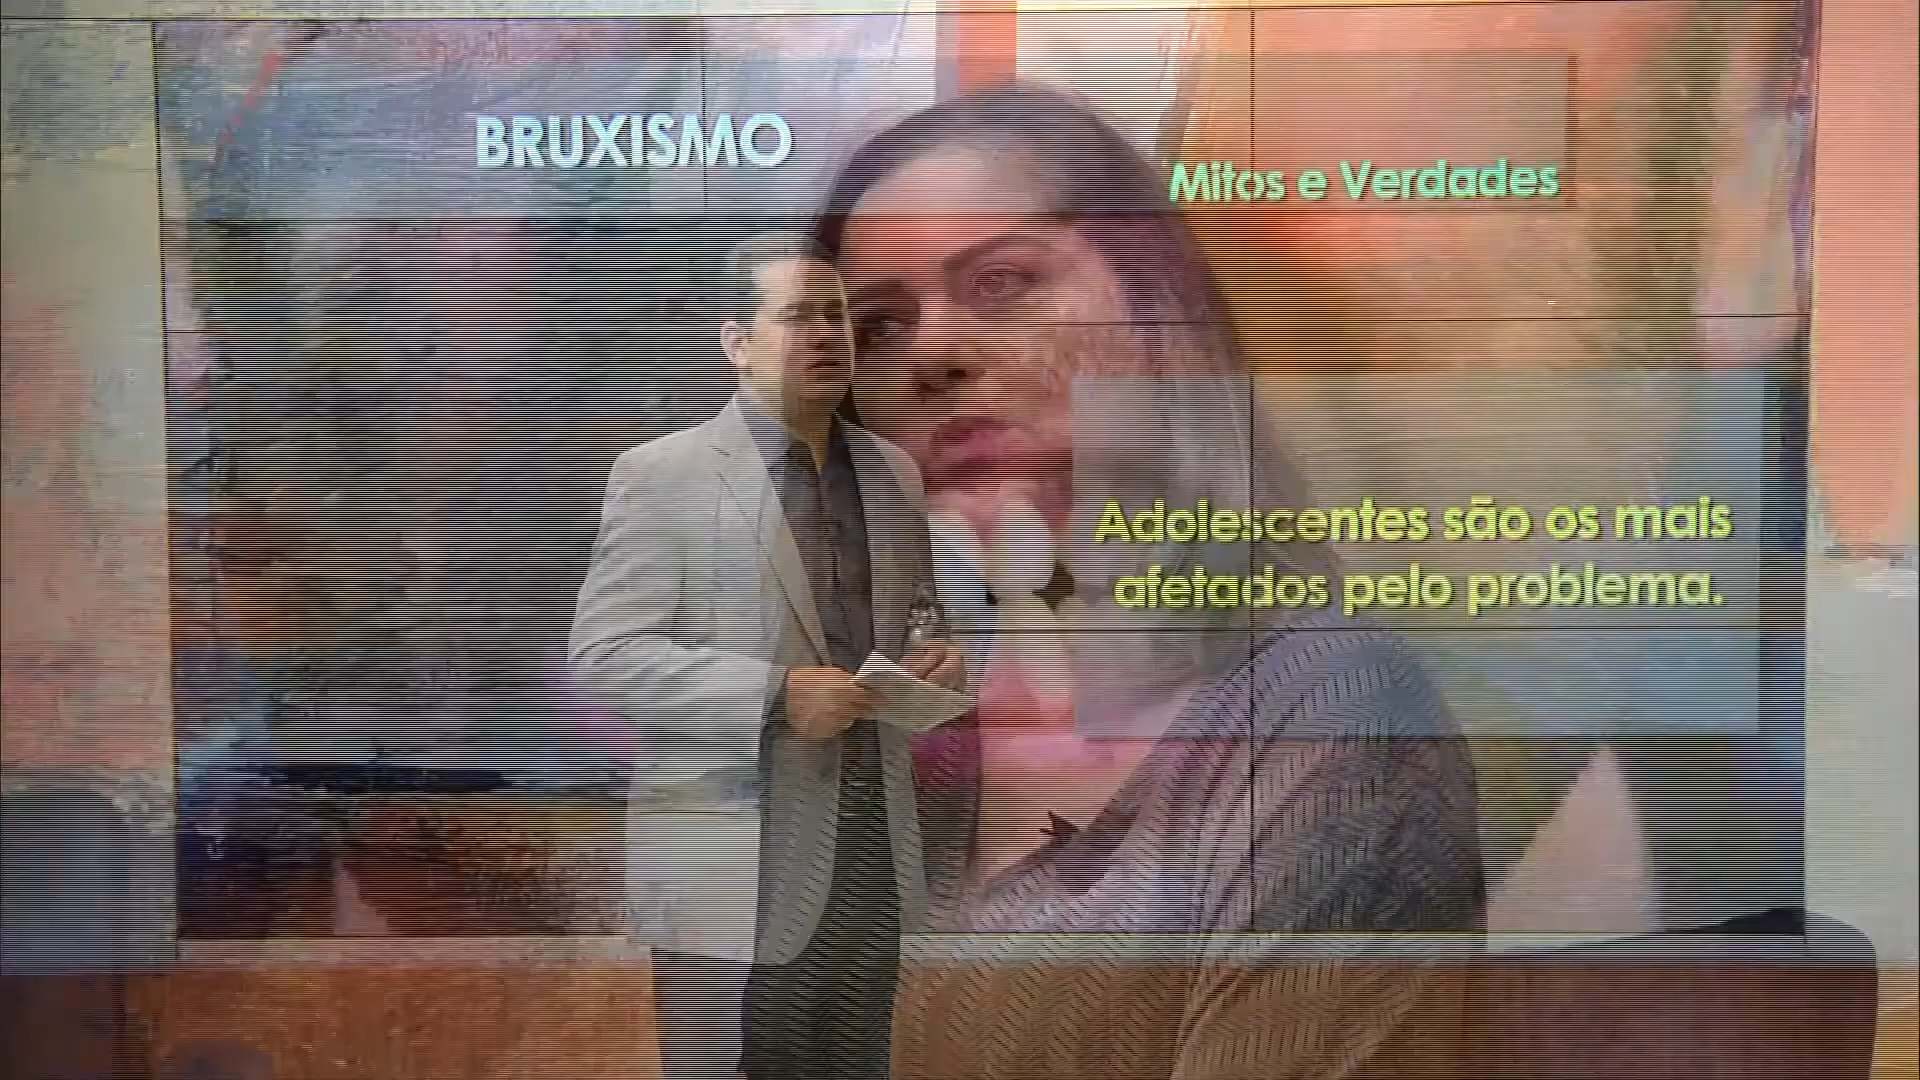 BRUXISMO
Mitos e Verdades
Adolescentes são os mais
afetados pelo problema.